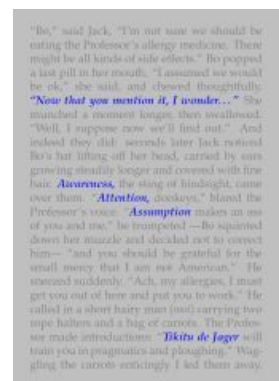 "Bo," said Jack, "I'm not sure we should be
eating the Professor's allergy medicine. There
might be all kinds of side effects." Bo popped
a last pill in her mouth. "I assumed we would
be ok," she said, and chewed thoughtfully.
"Now that you mention it, I wonder..." She
munched a moment longer, then swallowed.
"Well, I suppose now we'll find out." And
indeed they did: seconds later Jack noticed
Bo's hat lifting off her head, carried by ears
growing steadily longer and covered with fine
hair. Awareness, the sting of hindsight, came
over them. "Attention, donkeys," blared the
Professor's voice. "Assumption makes an ass
of you and me," he trumpeted —Bo squinted
down her muzzle and decided not to correct
him— "and you should be grateful for the
small mercy that I am not American." He
sneezed suddenly. "Ach, my allergies, I must
get you out of here and put you to work." He
called in a short hairy man (moi) carrying two
rope halters and a bag of carrots. The Profes-
sor made introductions: "Tikitu de Jager will
train you in pragmatics and ploughing." Wag-
gling the carrots enticingly I led them away.